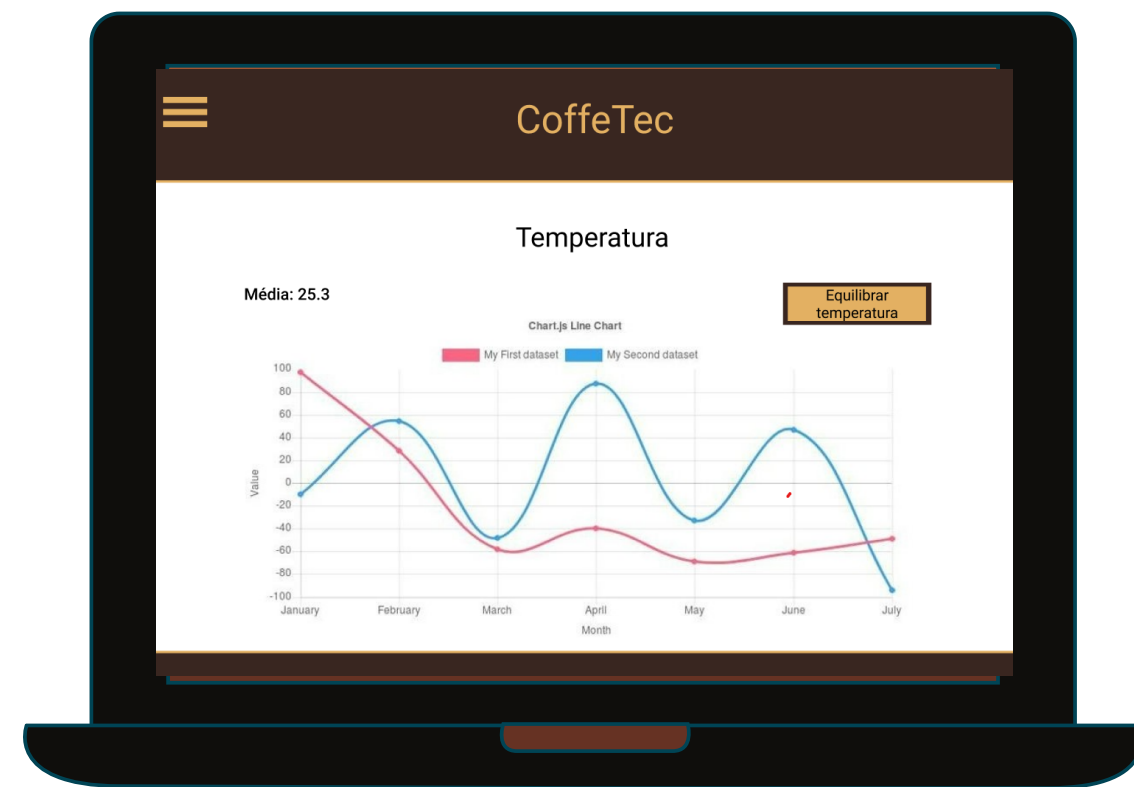 CoffeTec
Temperatura
Média: 25.3
Equilibrar
temperatura
Chart.js Line Chart
My First dataset My Second dataset
100
80
60
40
20
0
-20
-40
-60
-80
-100
Value
January February March April May June July
Month